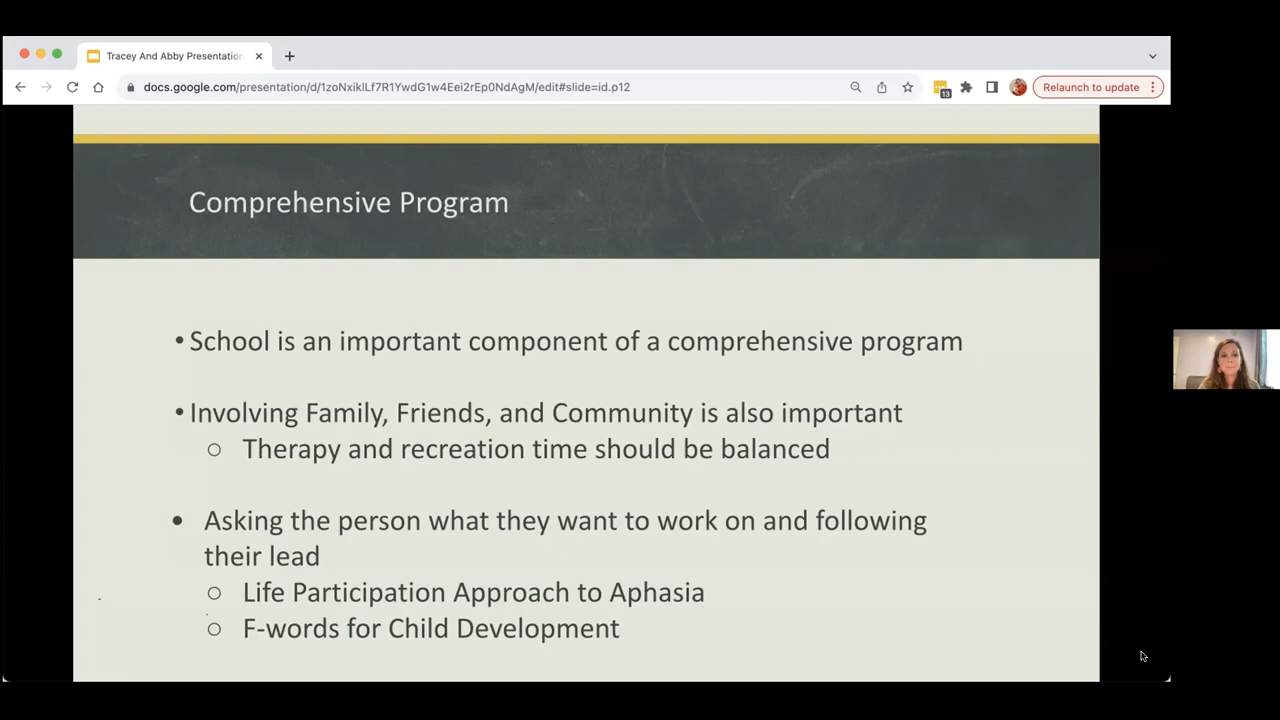 Tracey And Abby Presentation
docs.google.com/presentation/d/1zoNxikILf7R1YwdG1w4Eei2rEp0NdAgM/edit#slide=id.p12
13
Relaunch to update
Comprehensive Program
• School is an important component of a comprehensive program
• Involving Family, Friends, and Community is also important
○ Therapy and recreation time should be balanced
• Asking the person what they want to work on and following
their lead
○ Life Participation Approach to Aphasia
○ F-words for Child Development